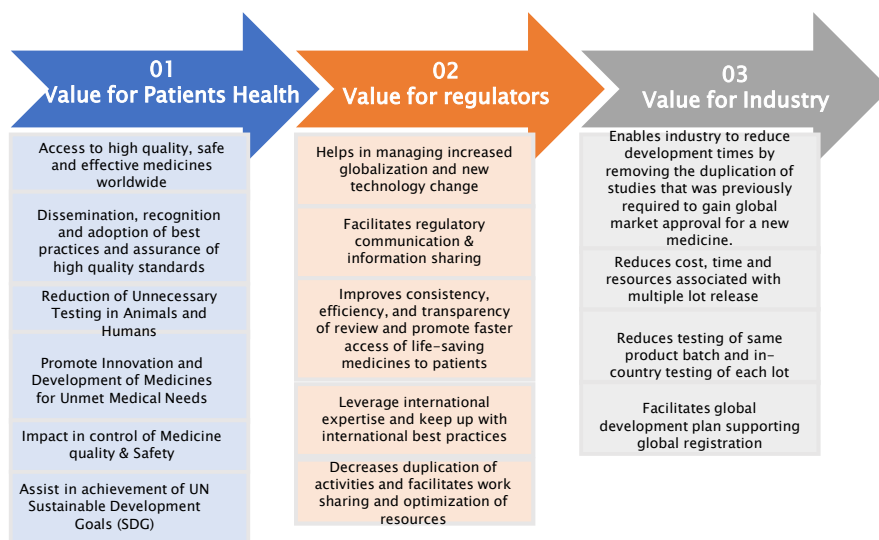 01
Value for Patients Health
Access to high quality, safe
and effective medicines
worldwide
Dissemination, recognition
and adoption of best
practices and assurance of
high quality standards
Reduction of Unnecessary
Testing in Animals and
Humans
Promote Innovation and
Development of Medicines
for Unmet Medical Needs
Impact in control of Medicine
quality & Safety
Assist in achievement of UN
Sustainable Development
Goals (SDG)
02
Value for regulators
Helps in managing increased
globalization and new
technology change
Facilitates regulatory
communication &
information sharing
Improves consistency,
efficiency, and transparency
of review and promote faster
access of life-saving
medicines to patients
Leverage international
expertise and keep up with
international best practices
Decreases duplication of
activities and facilitates work
sharing and optimization of
resources
03
Value for Industry
Enables industry to reduce
development times by
removing the duplication of
studies that was previously
required to gain global
market approval for a new
medicine.
Reduces cost, time and
resources associated with
multiple lot release
Reduces testing of same
product batch and in-
country testing of each lot
Facilitates global
development plan supporting
global registration